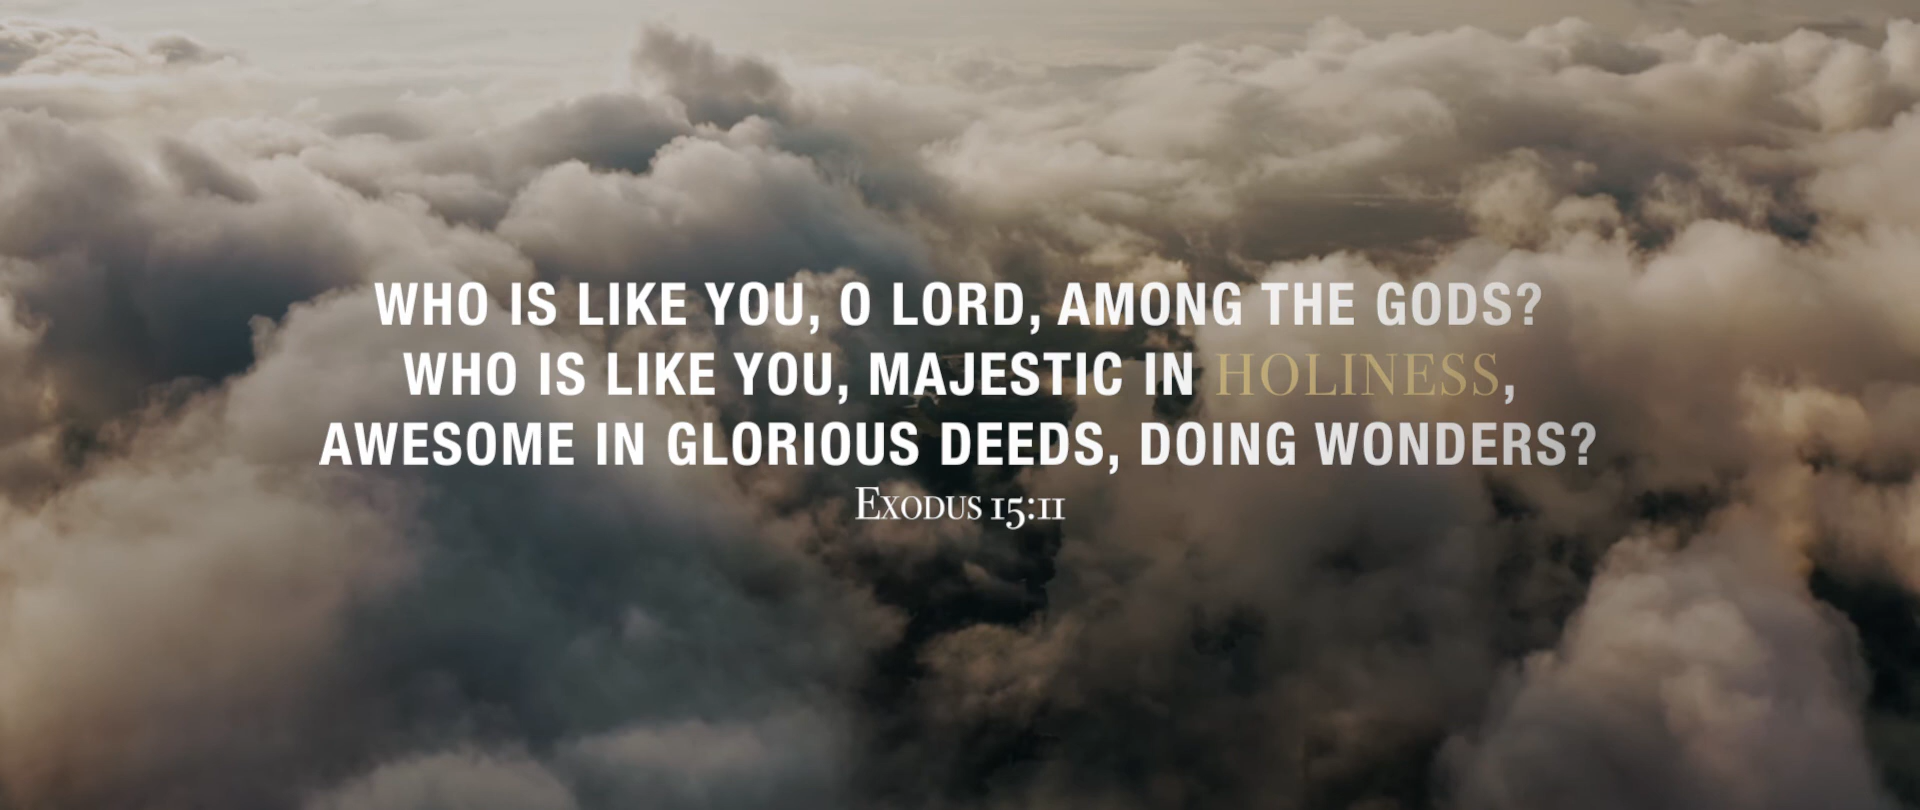 WHO IS LIKE YOU, O LORD, AMONG THE GODS?
WHO IS LIKE YOU, MAJESTIC IN HOLINESS,
AWESOME IN GLORIOUS DEEDS, DOING WONDERS?
Exodus 15:11